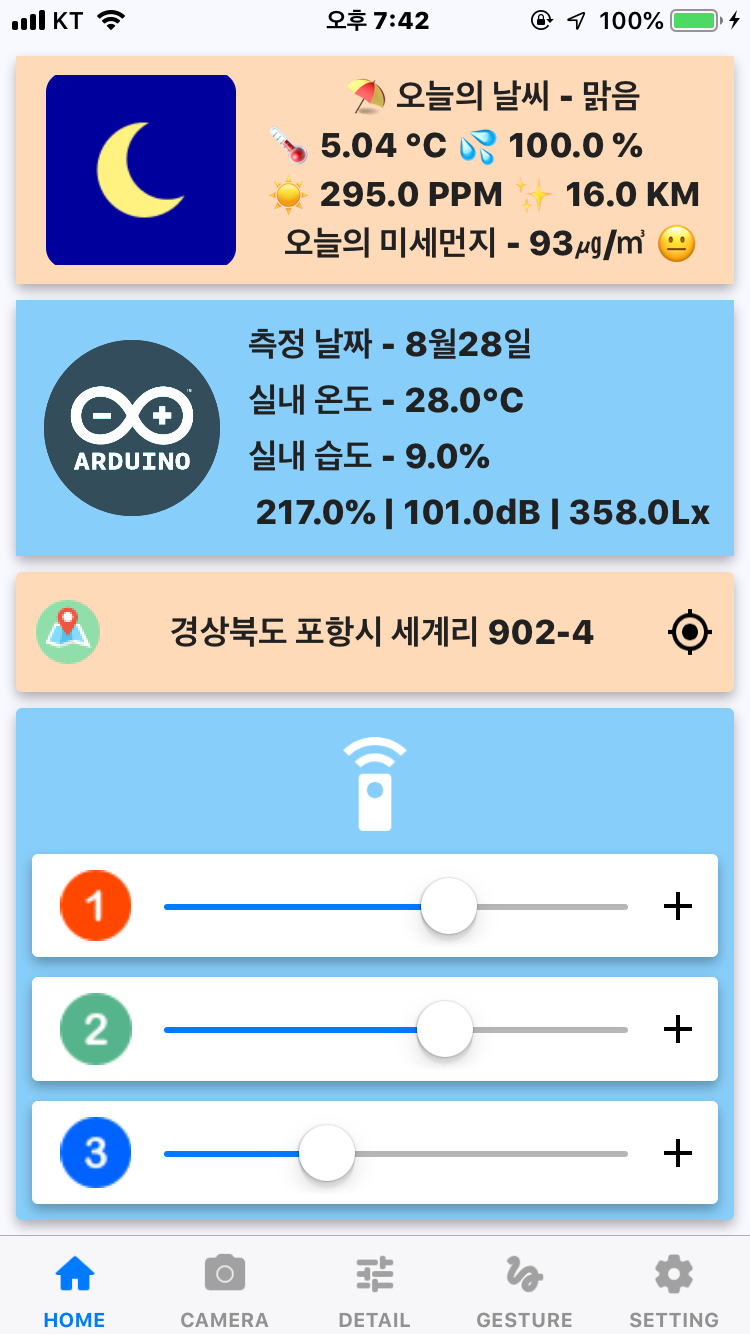 KT 오후 7:42 100%
⛱️ 오늘의 날씨 - 맑음
🌡️ 5.04 °C 💦 100.0 %
☀️ 295.0 PPM ✨ 16.0 KM
오늘의 미세먼지 - 93㎍/㎥ 😐
ARDUINO
측정 날짜 - 8월28일
실내 온도 - 28.0°C
실내 습도 - 9.0%
217.0% | 101.0dB | 358.0Lx
경상북도 포항시 세계리 902-4
1 +
2 +
3 +
HOME CAMERA DETAIL GESTURE SETTING